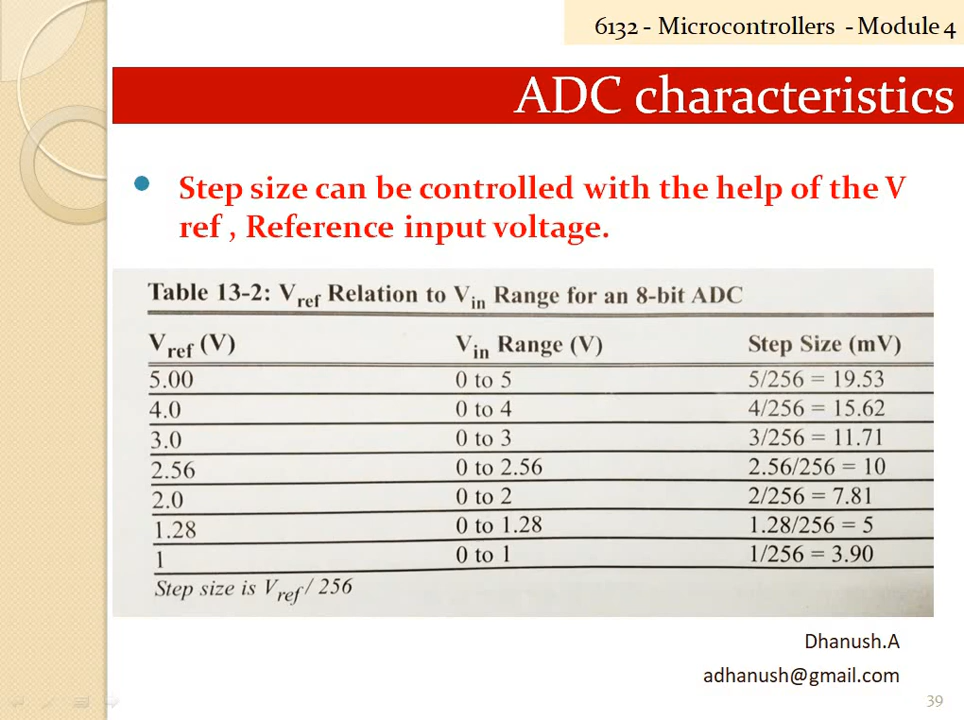 6132 - Microcontrollers - Module 4
ADC characteristics
Step size can be controlled with the help of the V
ref , Reference input voltage.
Table 13-2: Vref Relation to Vin Range for an 8-bit ADC
Vref (V) Vin Range (V) Step Size (mV)
5.00 0 to 5 5/256 = 19.53
4.0 0 to 4 4/256 = 15.62
3.0 0 to 3 3/256 = 11.71
2.56 0 to 2.56 2.56/256 = 10
2.0 0 to 2 2/256 = 7.81
1.28 0 to 1.28 1.28/256 = 5
1 0 to 1 1/256 = 3.90
Step size is Vref / 256
Dhanush.A
adhanush@gmail.com
39